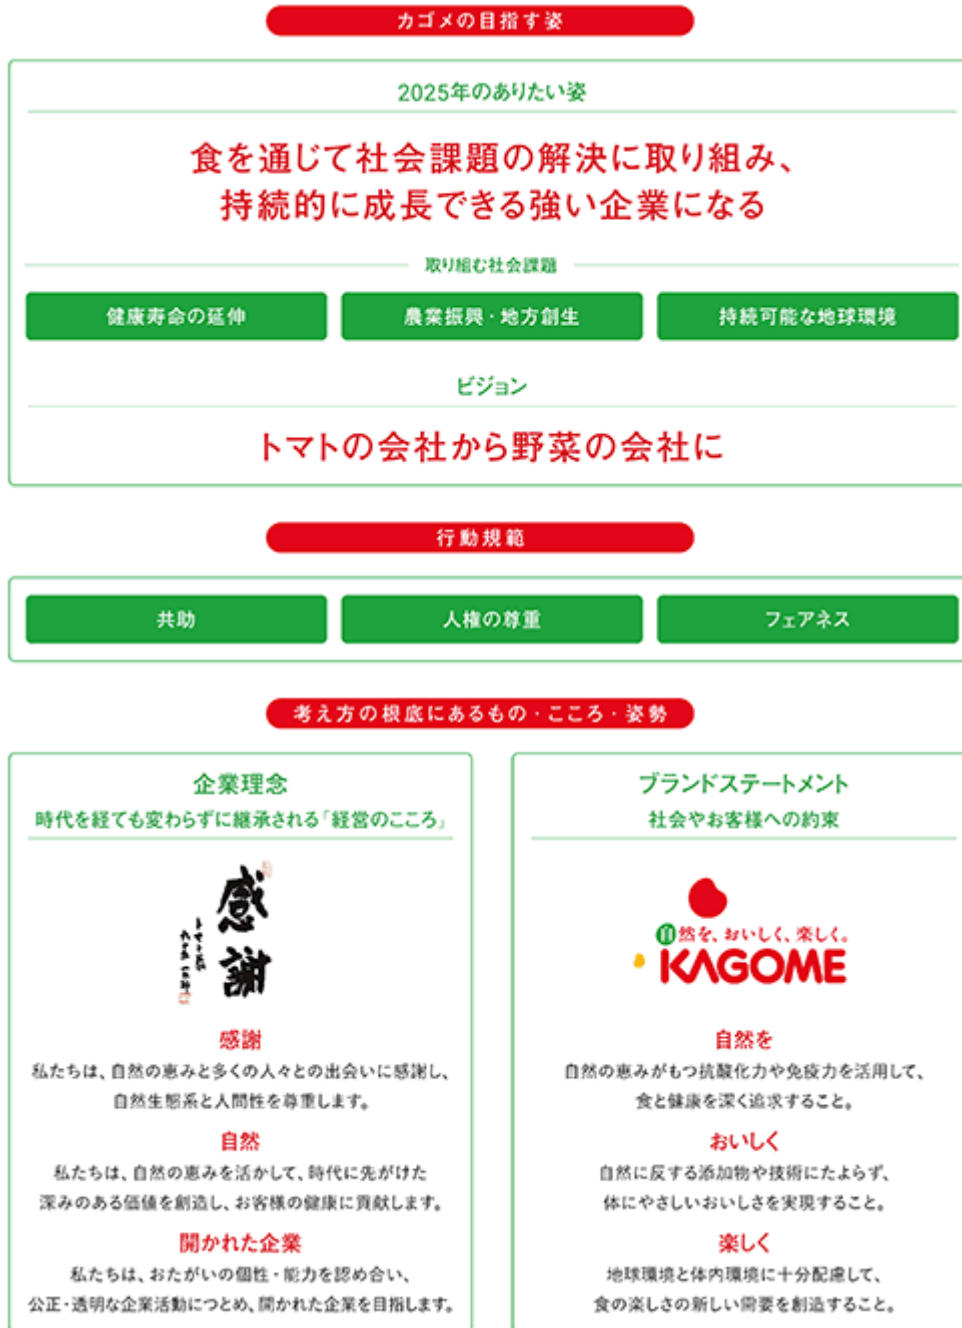 カゴメの目指す姿
2025年のありたい姿
食を通じて社会課題の解決に取り組み、
持続的に成長できる強い企業になる
取り組む社会課題
健康寿命の延伸
農業振興・地方創生
持続可能な地球環境
ビジョン
トマトの会社から野菜の会社に
行動規範
共助
人権の尊重
フェアネス
考え方の根底にあるもの・こころ・姿勢
企業理念
時代を経ても変わらずに継承される「経営のこころ」
感謝
感謝
私たちは、自然の恵みと多くの人々との出会いに感謝し、
自然生態系と人間性を尊重します。
自然
私たちは、自然の恵みを活かして、時代に先がけた
深みのある価値を創造し、お客様の健康に貢献します。
開かれた企業
私たちは、おたがいの個性・能力を認め合い、
公正・透明な企業活動につとめ、開かれた企業を目指します。
ブランドステートメント
社会やお客様への約束
自然を、おいしく、楽しく。
KAGOME
自然を
自然の恵みがもつ抗酸化力や免疫力を活用して、
食と健康を深く追求すること。
おいしく
自然に反する添加物や技術にたよらず、
体にやさしいおいしさを実現すること。
楽しく
地球環境と体内環境に十分配慮して、
食の楽しさの新しい需要を創造すること。